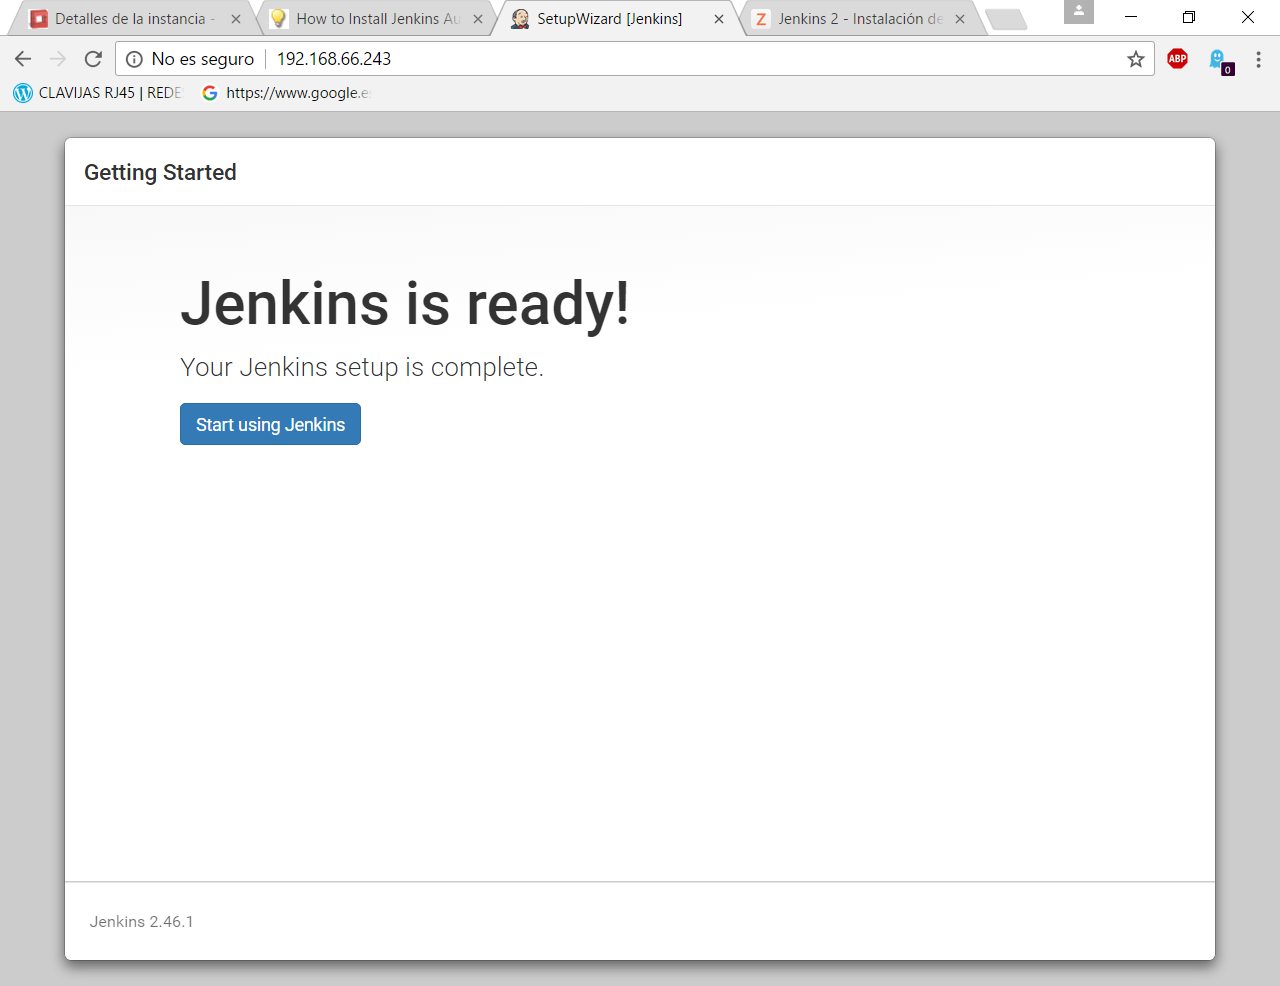 Detalles de la instancia -
How to Install Jenkins Au
SetupWizard [Jenkins]
Jenkins 2 - Instalación de
No es seguro
192.168.66.243
ABP
0
CLAVIJAS RJ45 | REDE
https://www.google.es
Getting Started
Jenkins is ready!
Your Jenkins setup is complete.
Start using Jenkins
Jenkins 2.46.1